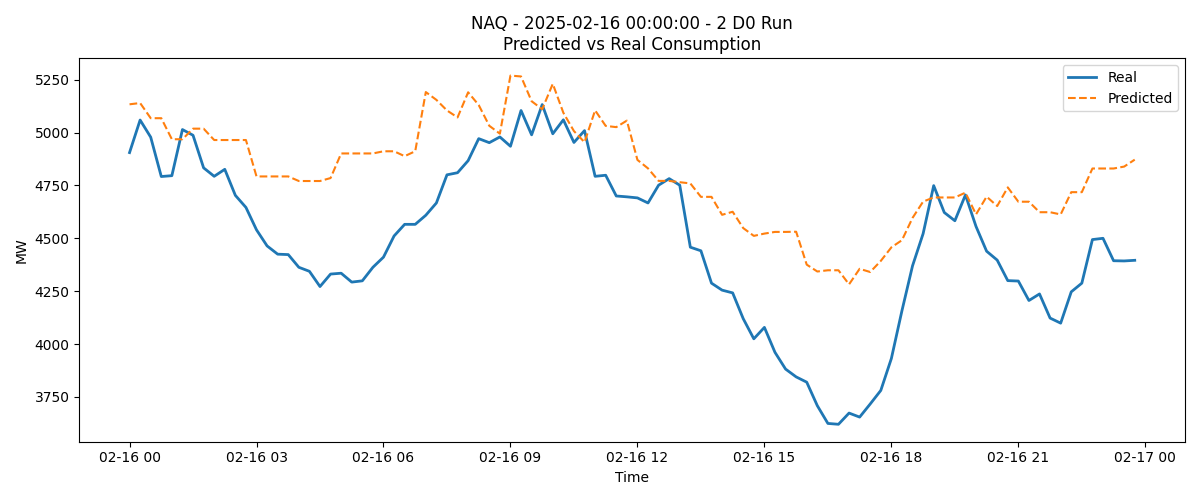 NAQ - 2025-02-16 00:00:00 - 2 D0 Run
Predicted vs Real Consumption
Real
Predicted
MW
5250
5000
4750
4500
4250
4000
3750
02-16 00
02-16 03
02-16 06
02-16 09
02-16 12
02-16 15
02-16 18
02-16 21
02-17 00
Time